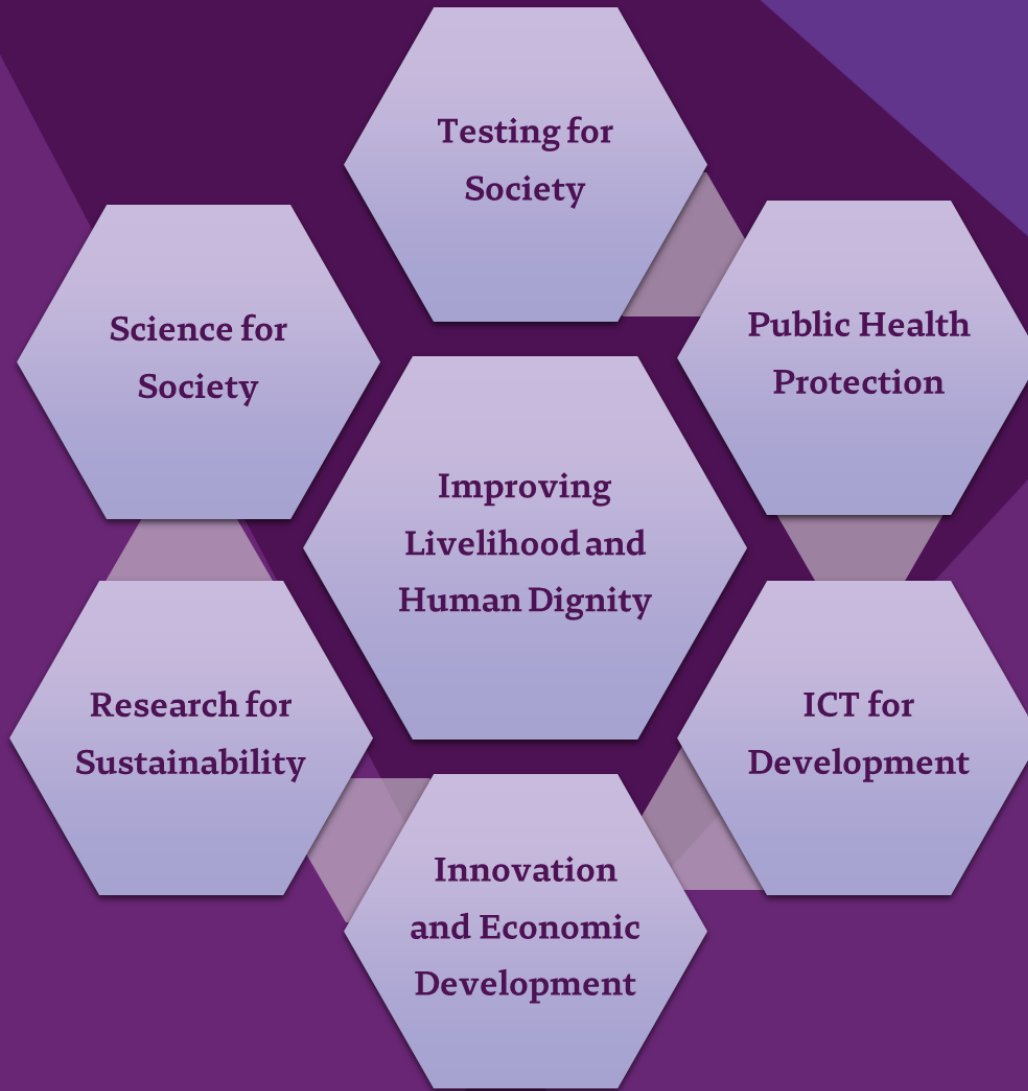 Testing for
Society
Public Health
Protection
ICT for
Development
Innovation
and Economic
Development
Research for
Sustainability
Science for
Society
Improving
Livelihood and
Human Dignity